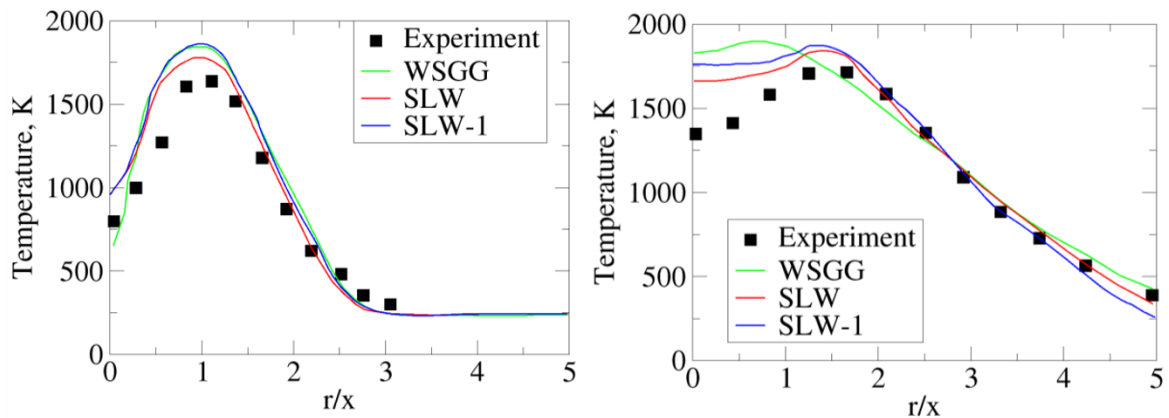 2000
1500
1000
500
0
Temperature, K
Experiment
WSGG
SLW
SLW-1
0 1 2 3 4 5
r/x
2000
1500
1000
500
0
Temperature, K
Experiment
WSGG
SLW
SLW-1
0 1 2 3 4 5
r/x